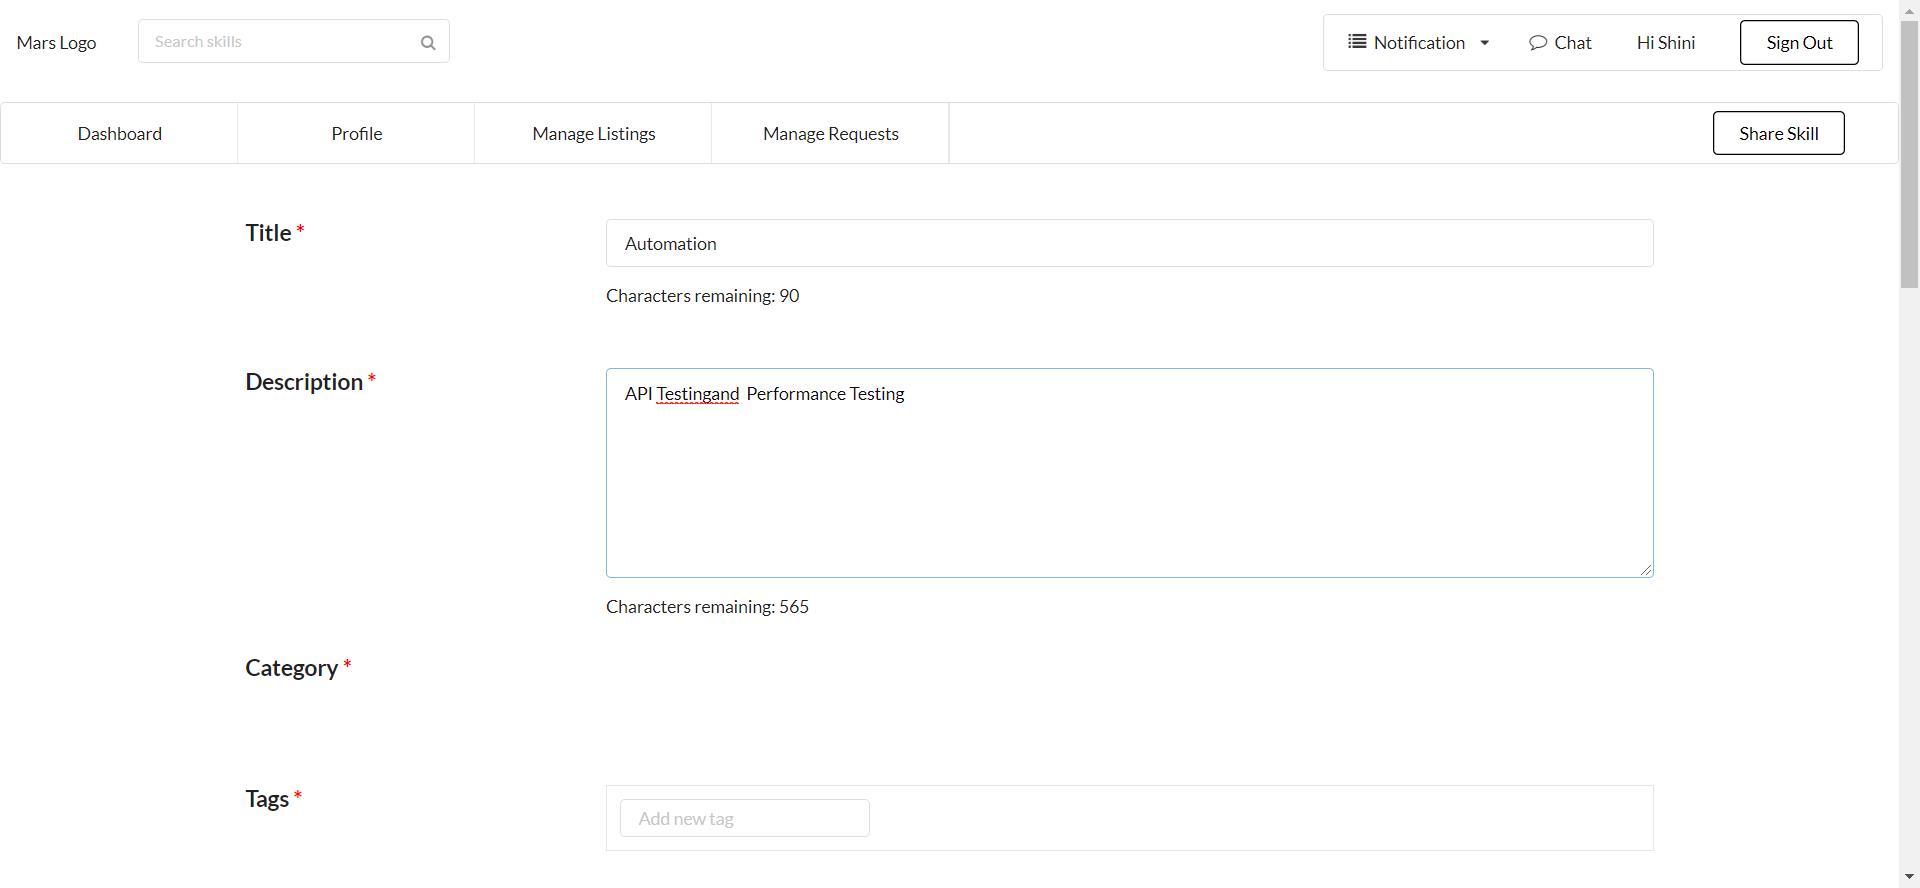 Mars Logo
Search skills
Notification
Chat
Hi Shini
Sign Out
Dashboard
Profile
Manage Listings
Manage Requests
Share Skill
Title *
Automation
Characters remaining: 90
Description *
API Testingand  Performance Testing
Characters remaining: 565
Category *
Tags *
Add new tag